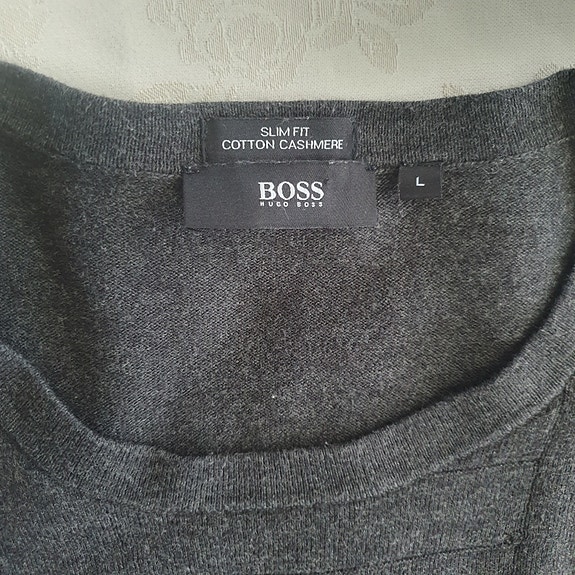 SLIM FIT
COTTON CASHMERE
BOSS
HUGO BOSS
L